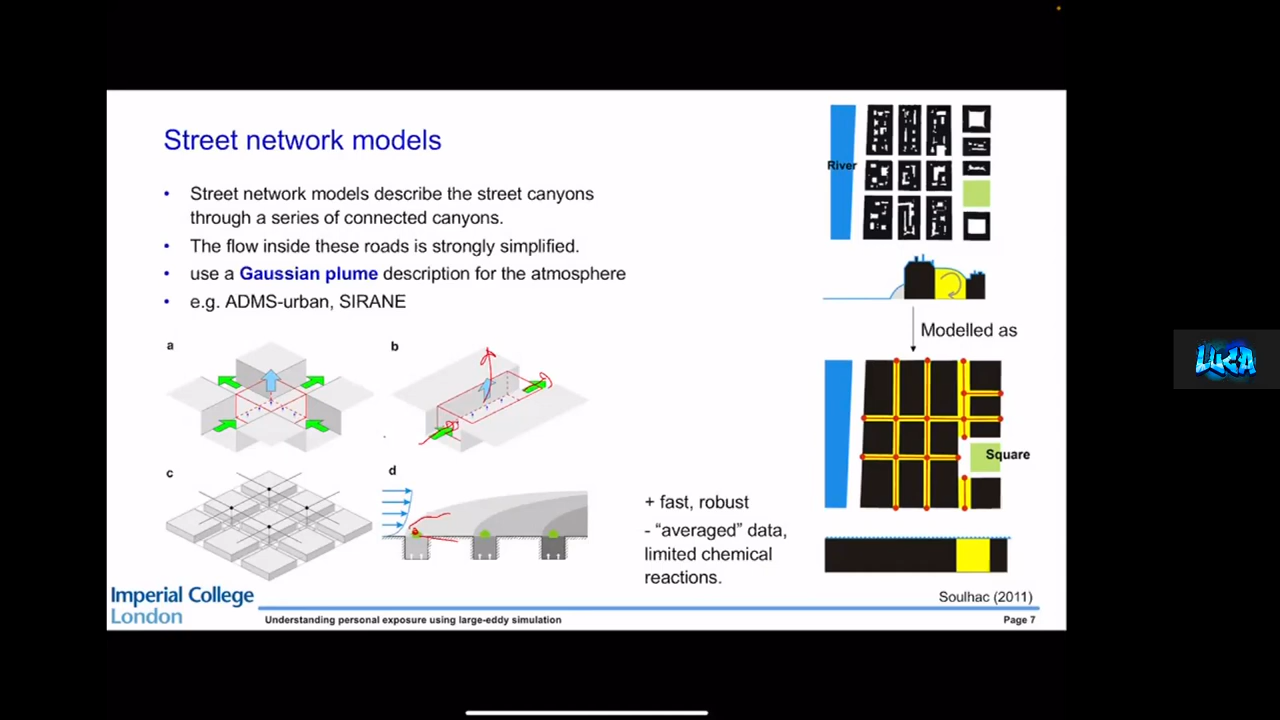 Street network models
• Street network models describe the street canyons
through a series of connected canyons.
• The flow inside these roads is strongly simplified.
• use a Gaussian plume description for the atmosphere
• e.g. ADMS-urban, SIRANE
River
Modelled as
a
b
c
d
Square
+ fast, robust
- “averaged” data,
limited chemical
reactions.
Soulhac (2011)
Imperial College
London
Understanding personal exposure using large-eddy simulation
Page 7
LUCA